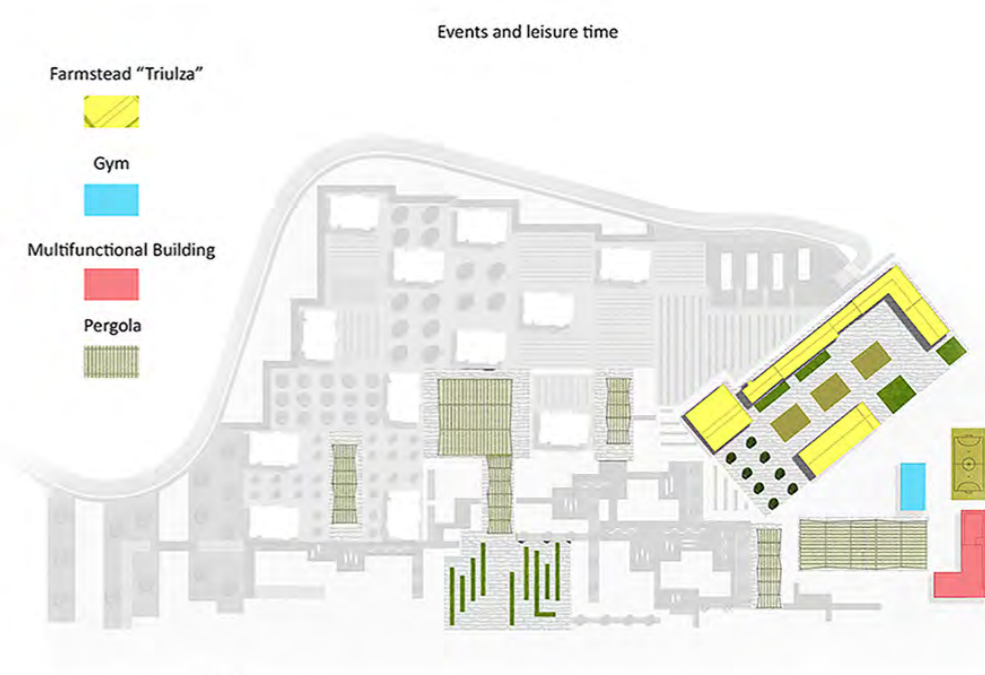 Events and leisure time
Farmstead “Triulza”
Gym
Multifunctional Building
Pergola